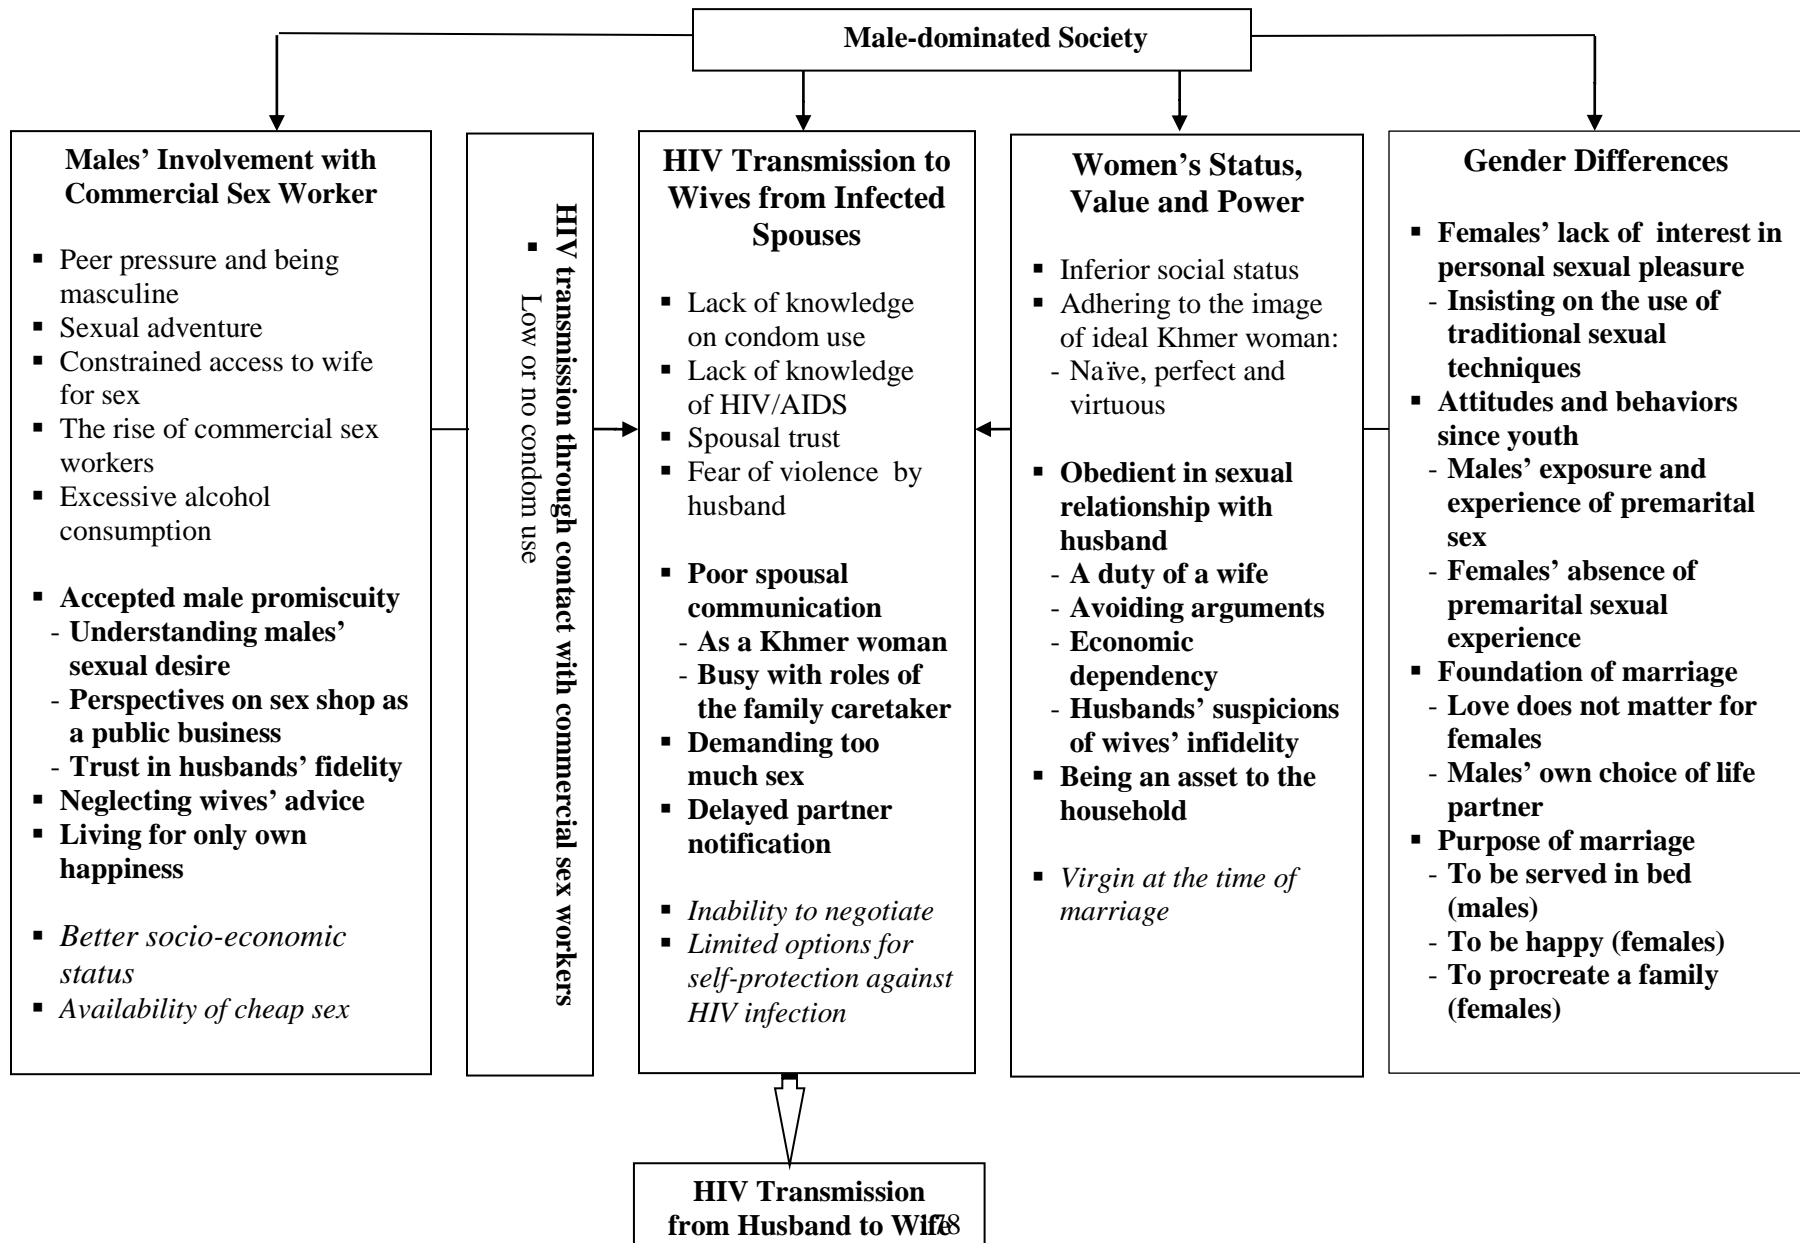 Male-dominated Society
Males’ Involvement with
Commercial Sex Worker
▪ Peer pressure and being
masculine
▪ Sexual adventure
▪ Constrained access to wife
for sex
▪ The rise of commercial sex
workers
▪ Excessive alcohol
consumption
▪ Accepted male promiscuity
- Understanding males’
sexual desire
- Perspectives on sex shop as
a public business
- Trust in husbands’ fidelity
▪ Neglecting wives’ advice
▪ Living for only own
happiness
▪ Better socio-economic
status
▪ Availability of cheap sex
HIV transmission through contact with commercial sex workers
▪ Low or no condom use
HIV Transmission to
Wives from Infected
Spouses
▪ Lack of knowledge
on condom use
▪ Lack of knowledge
of HIV/AIDS
▪ Spousal trust
▪ Fear of violence by
husband
▪ Poor spousal
communication
- As a Khmer woman
- Busy with roles of
the family caretaker
▪ Demanding too
much sex
▪ Delayed partner
notification
▪ Inability to negotiate
▪ Limited options for
self-protection against
HIV infection
Women’s Status,
Value and Power
▪ Inferior social status
▪ Adhering to the image
of ideal Khmer woman:
- Naïve, perfect and
virtuous
▪ Obedient in sexual
relationship with
husband
- A duty of a wife
- Avoiding arguments
- Economic
dependency
- Husbands’ suspicions
of wives’ infidelity
▪ Being an asset to the
household
▪ Virgin at the time of
marriage
Gender Differences
▪ Females’ lack of interest in
personal sexual pleasure
- Insisting on the use of
traditional sexual
techniques
▪ Attitudes and behaviors
since youth
- Males’ exposure and
experience of premarital
sex
- Females’ absence of
premarital sexual
experience
▪ Foundation of marriage
- Love does not matter for
females
- Males’ own choice of life
partner
▪ Purpose of marriage
- To be served in bed
(males)
- To be happy (females)
- To procreate a family
(females)
HIV Transmission
from Husband to Wife